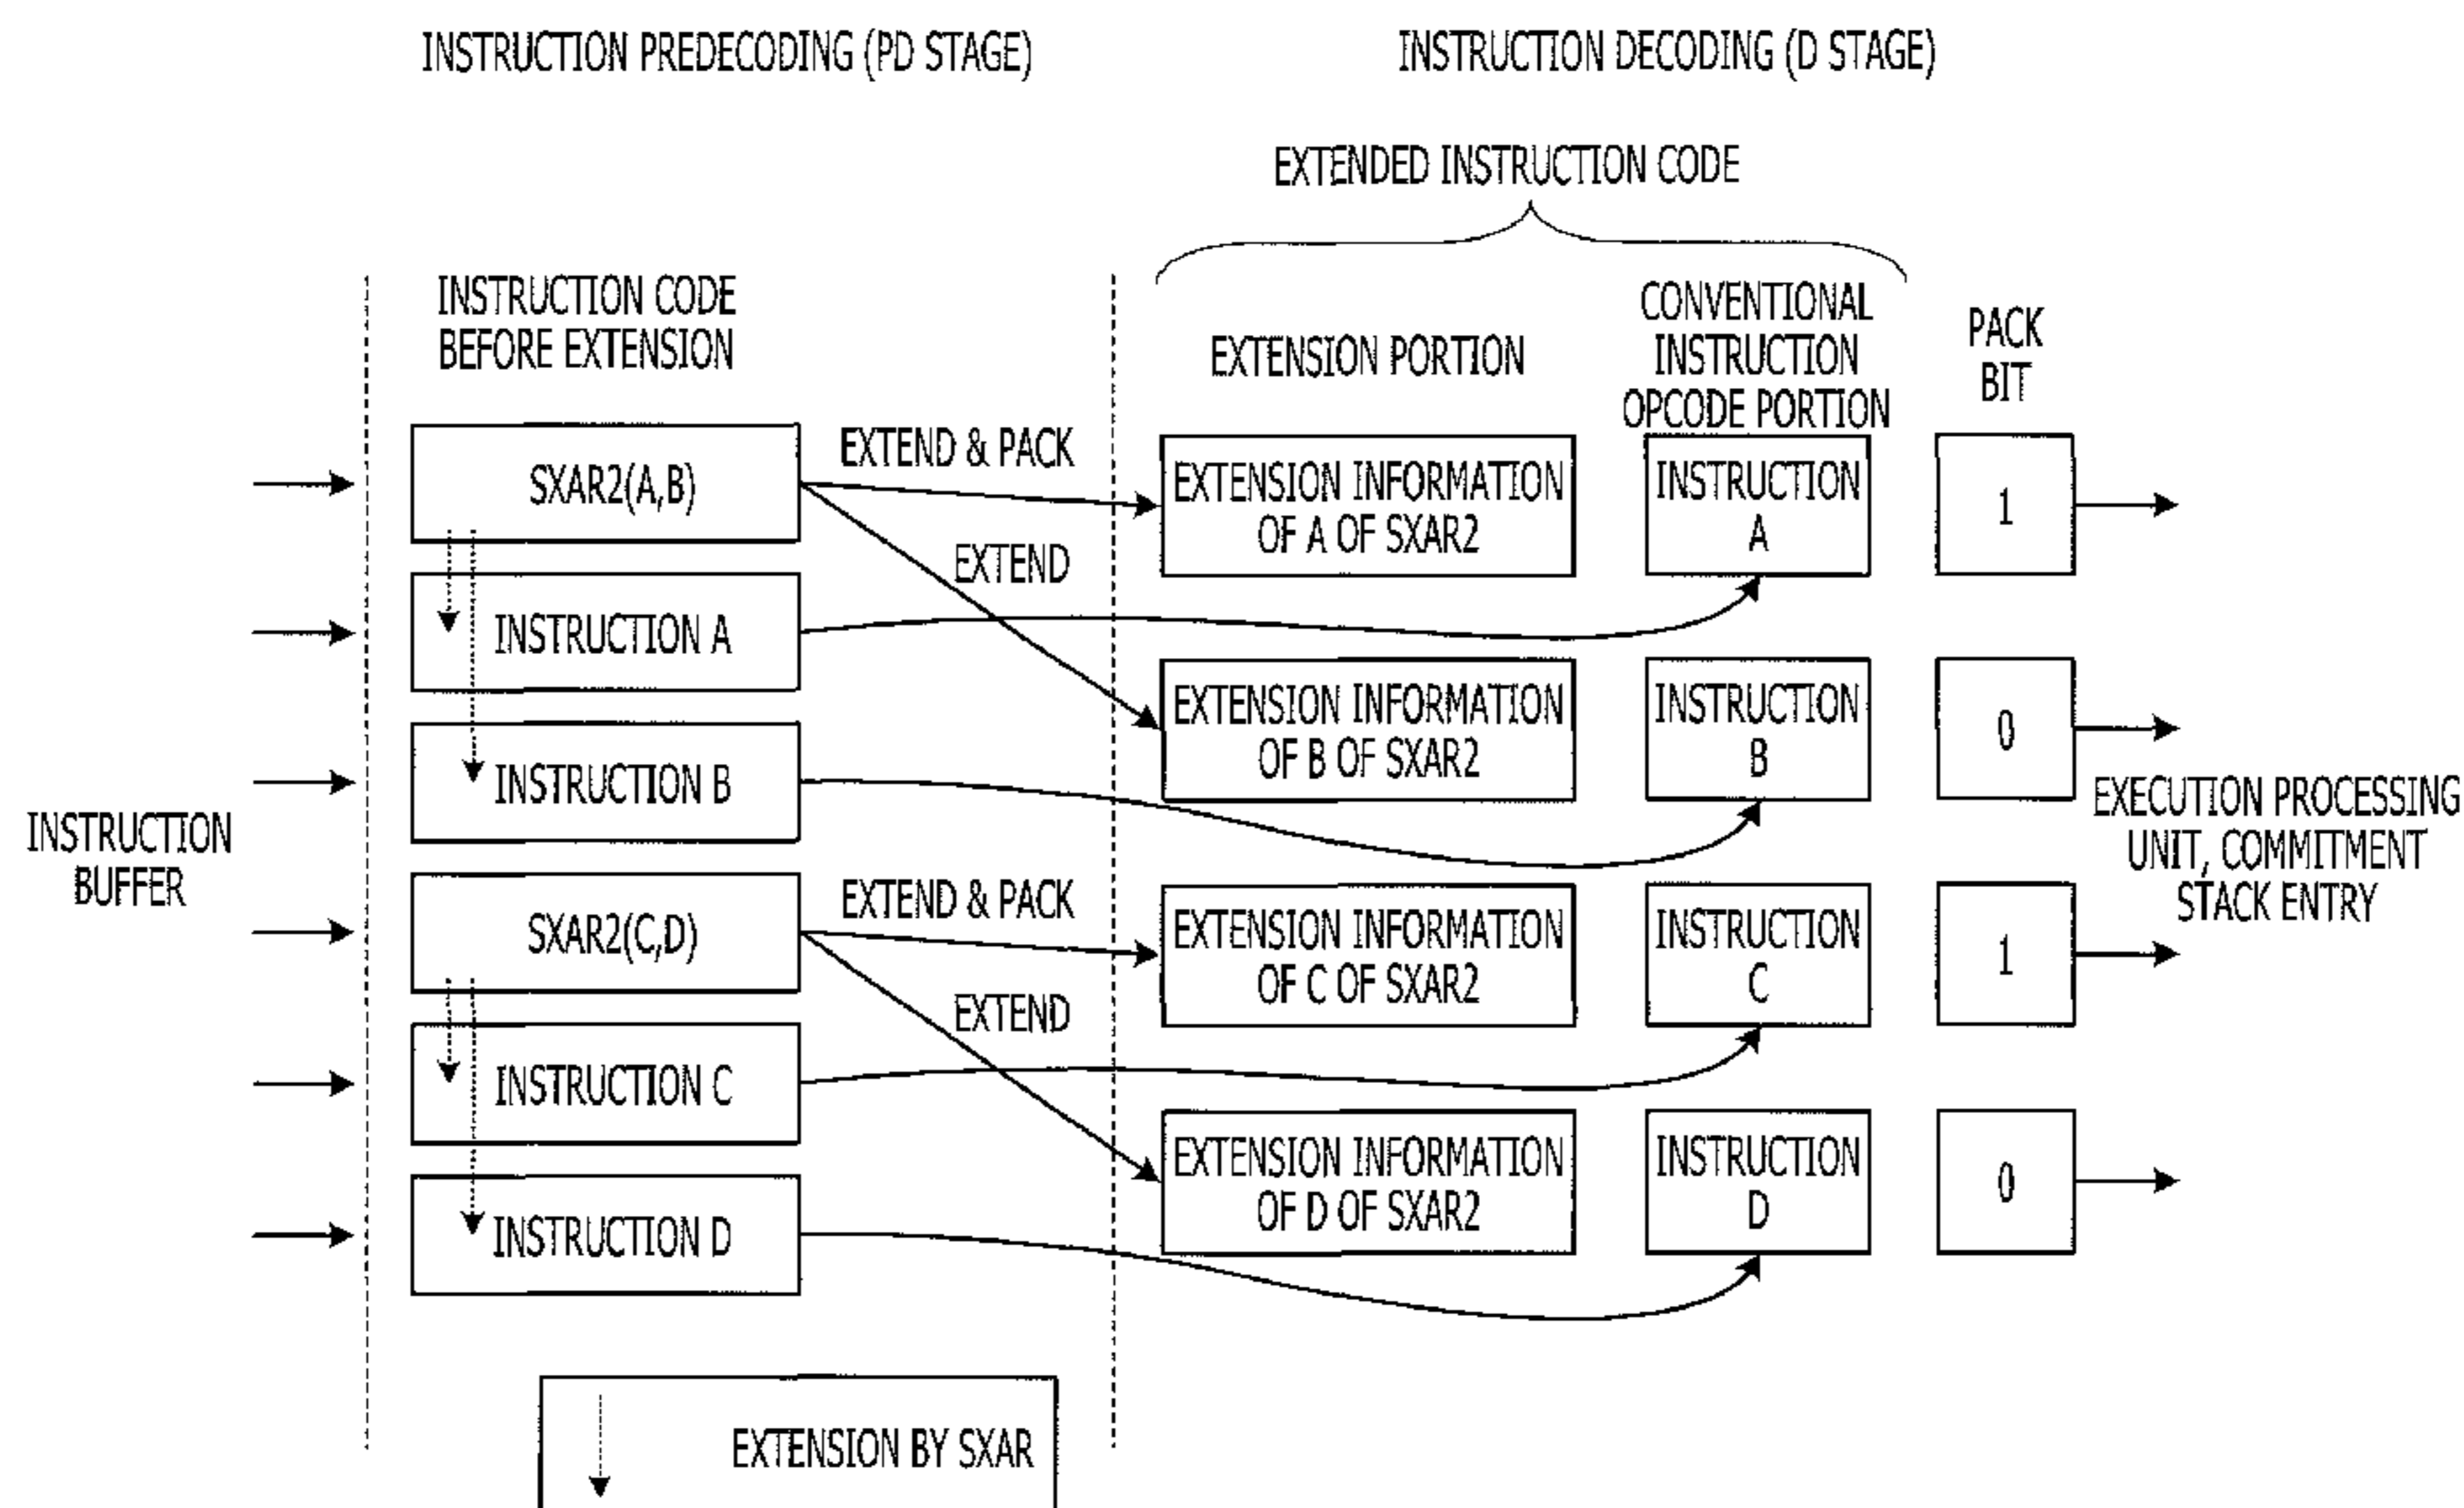 INSTRUCTION PREDECODING (PD STAGE)
INSTRUCTION DECODING (D STAGE)
EXTENDED INSTRUCTION CODE
INSTRUCTION CODE
BEFORE EXTENSION
EXTENSION PORTION
CONVENTIONAL
INSTRUCTION
OPCODE PORTION
PACK
BIT
SXAR2(A,B)
EXTEND & PACK
EXTEND
EXTENSION INFORMATION
OF A OF SXAR2
INSTRUCTION
A
1
INSTRUCTION A
EXTENSION INFORMATION
OF B OF SXAR2
INSTRUCTION
B
0
INSTRUCTION B
INSTRUCTION
BUFFER
EXECUTION PROCESSING
UNIT, COMMITMENT
STACK ENTRY
SXAR2(C,D)
EXTEND & PACK
EXTEND
EXTENSION INFORMATION
OF C OF SXAR2
INSTRUCTION
C
1
INSTRUCTION C
EXTENSION INFORMATION
OF D OF SXAR2
INSTRUCTION
D
0
INSTRUCTION D
EXTENSION BY SXAR